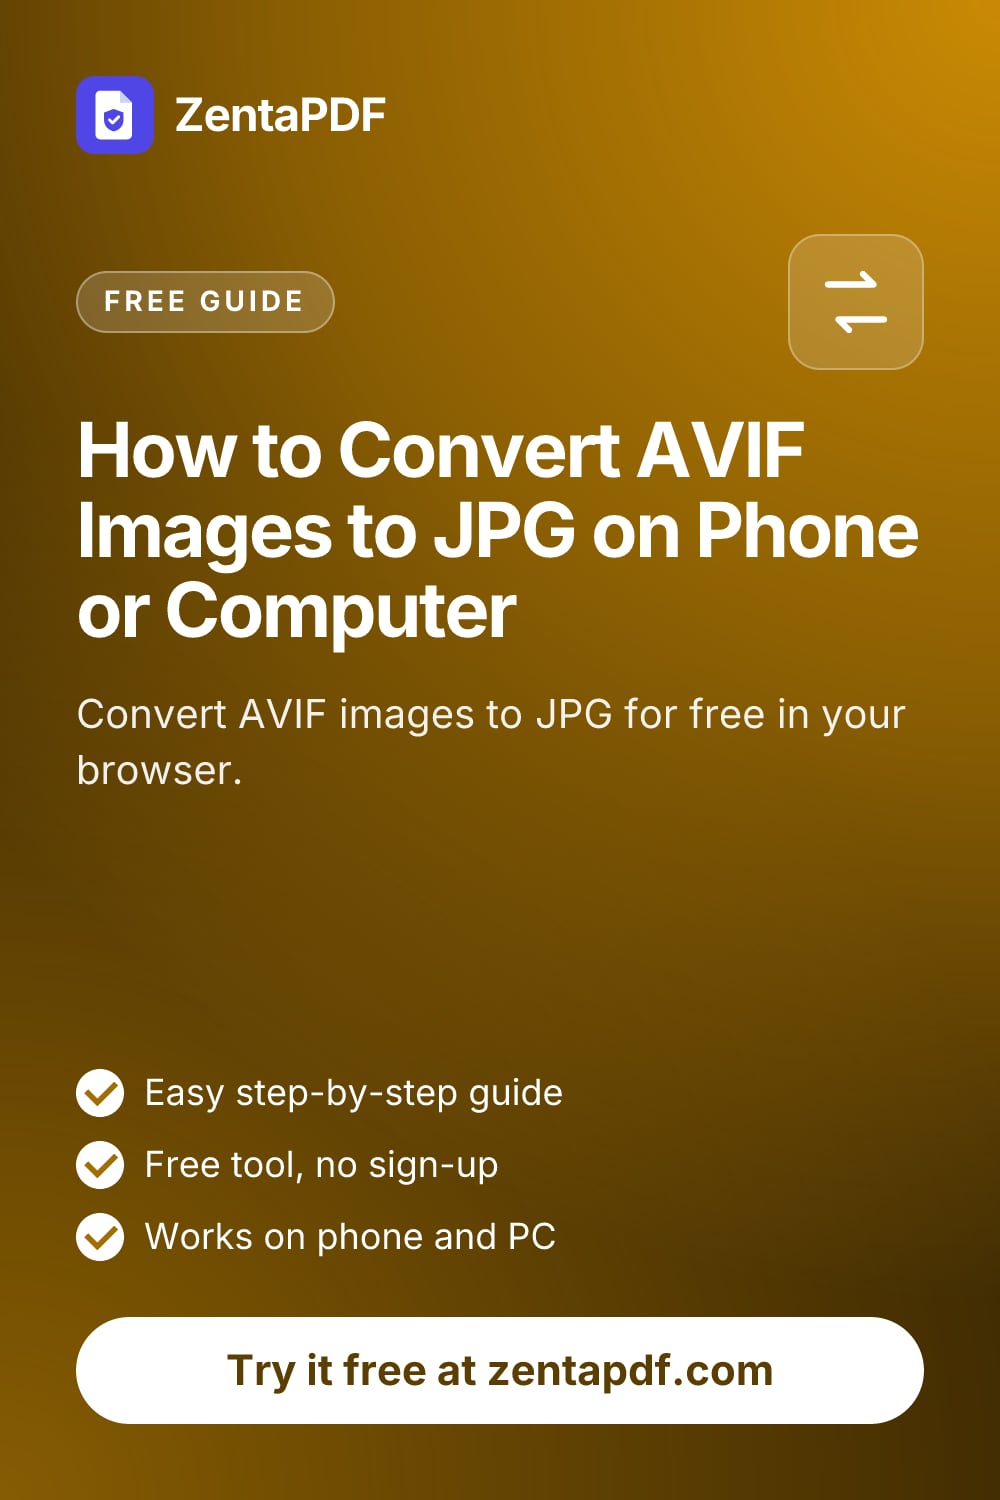 ZentaPDF
FREE GUIDE
How to Convert AVIF
Images to JPG on Phone
or Computer
Convert AVIF images to JPG for free in your
browser.
Easy step-by-step guide
Free tool, no sign-up
Works on phone and PC
Try it free at zentapdf.com